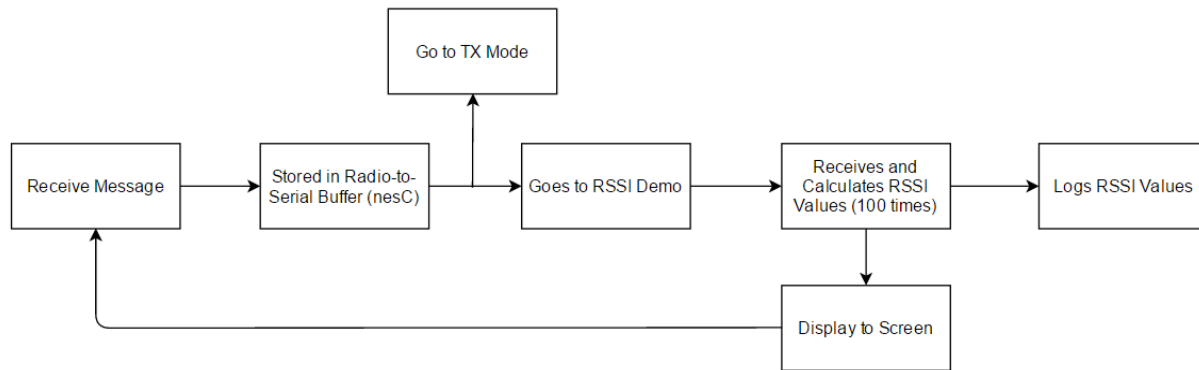 Go to TX Mode
Receive Message
Stored in Radio-to-
Serial Buffer (nesC)
Goes to RSSI Demo
Receives and
Calculates RSSI
Values (100 times)
Logs RSSI Values
Display to Screen